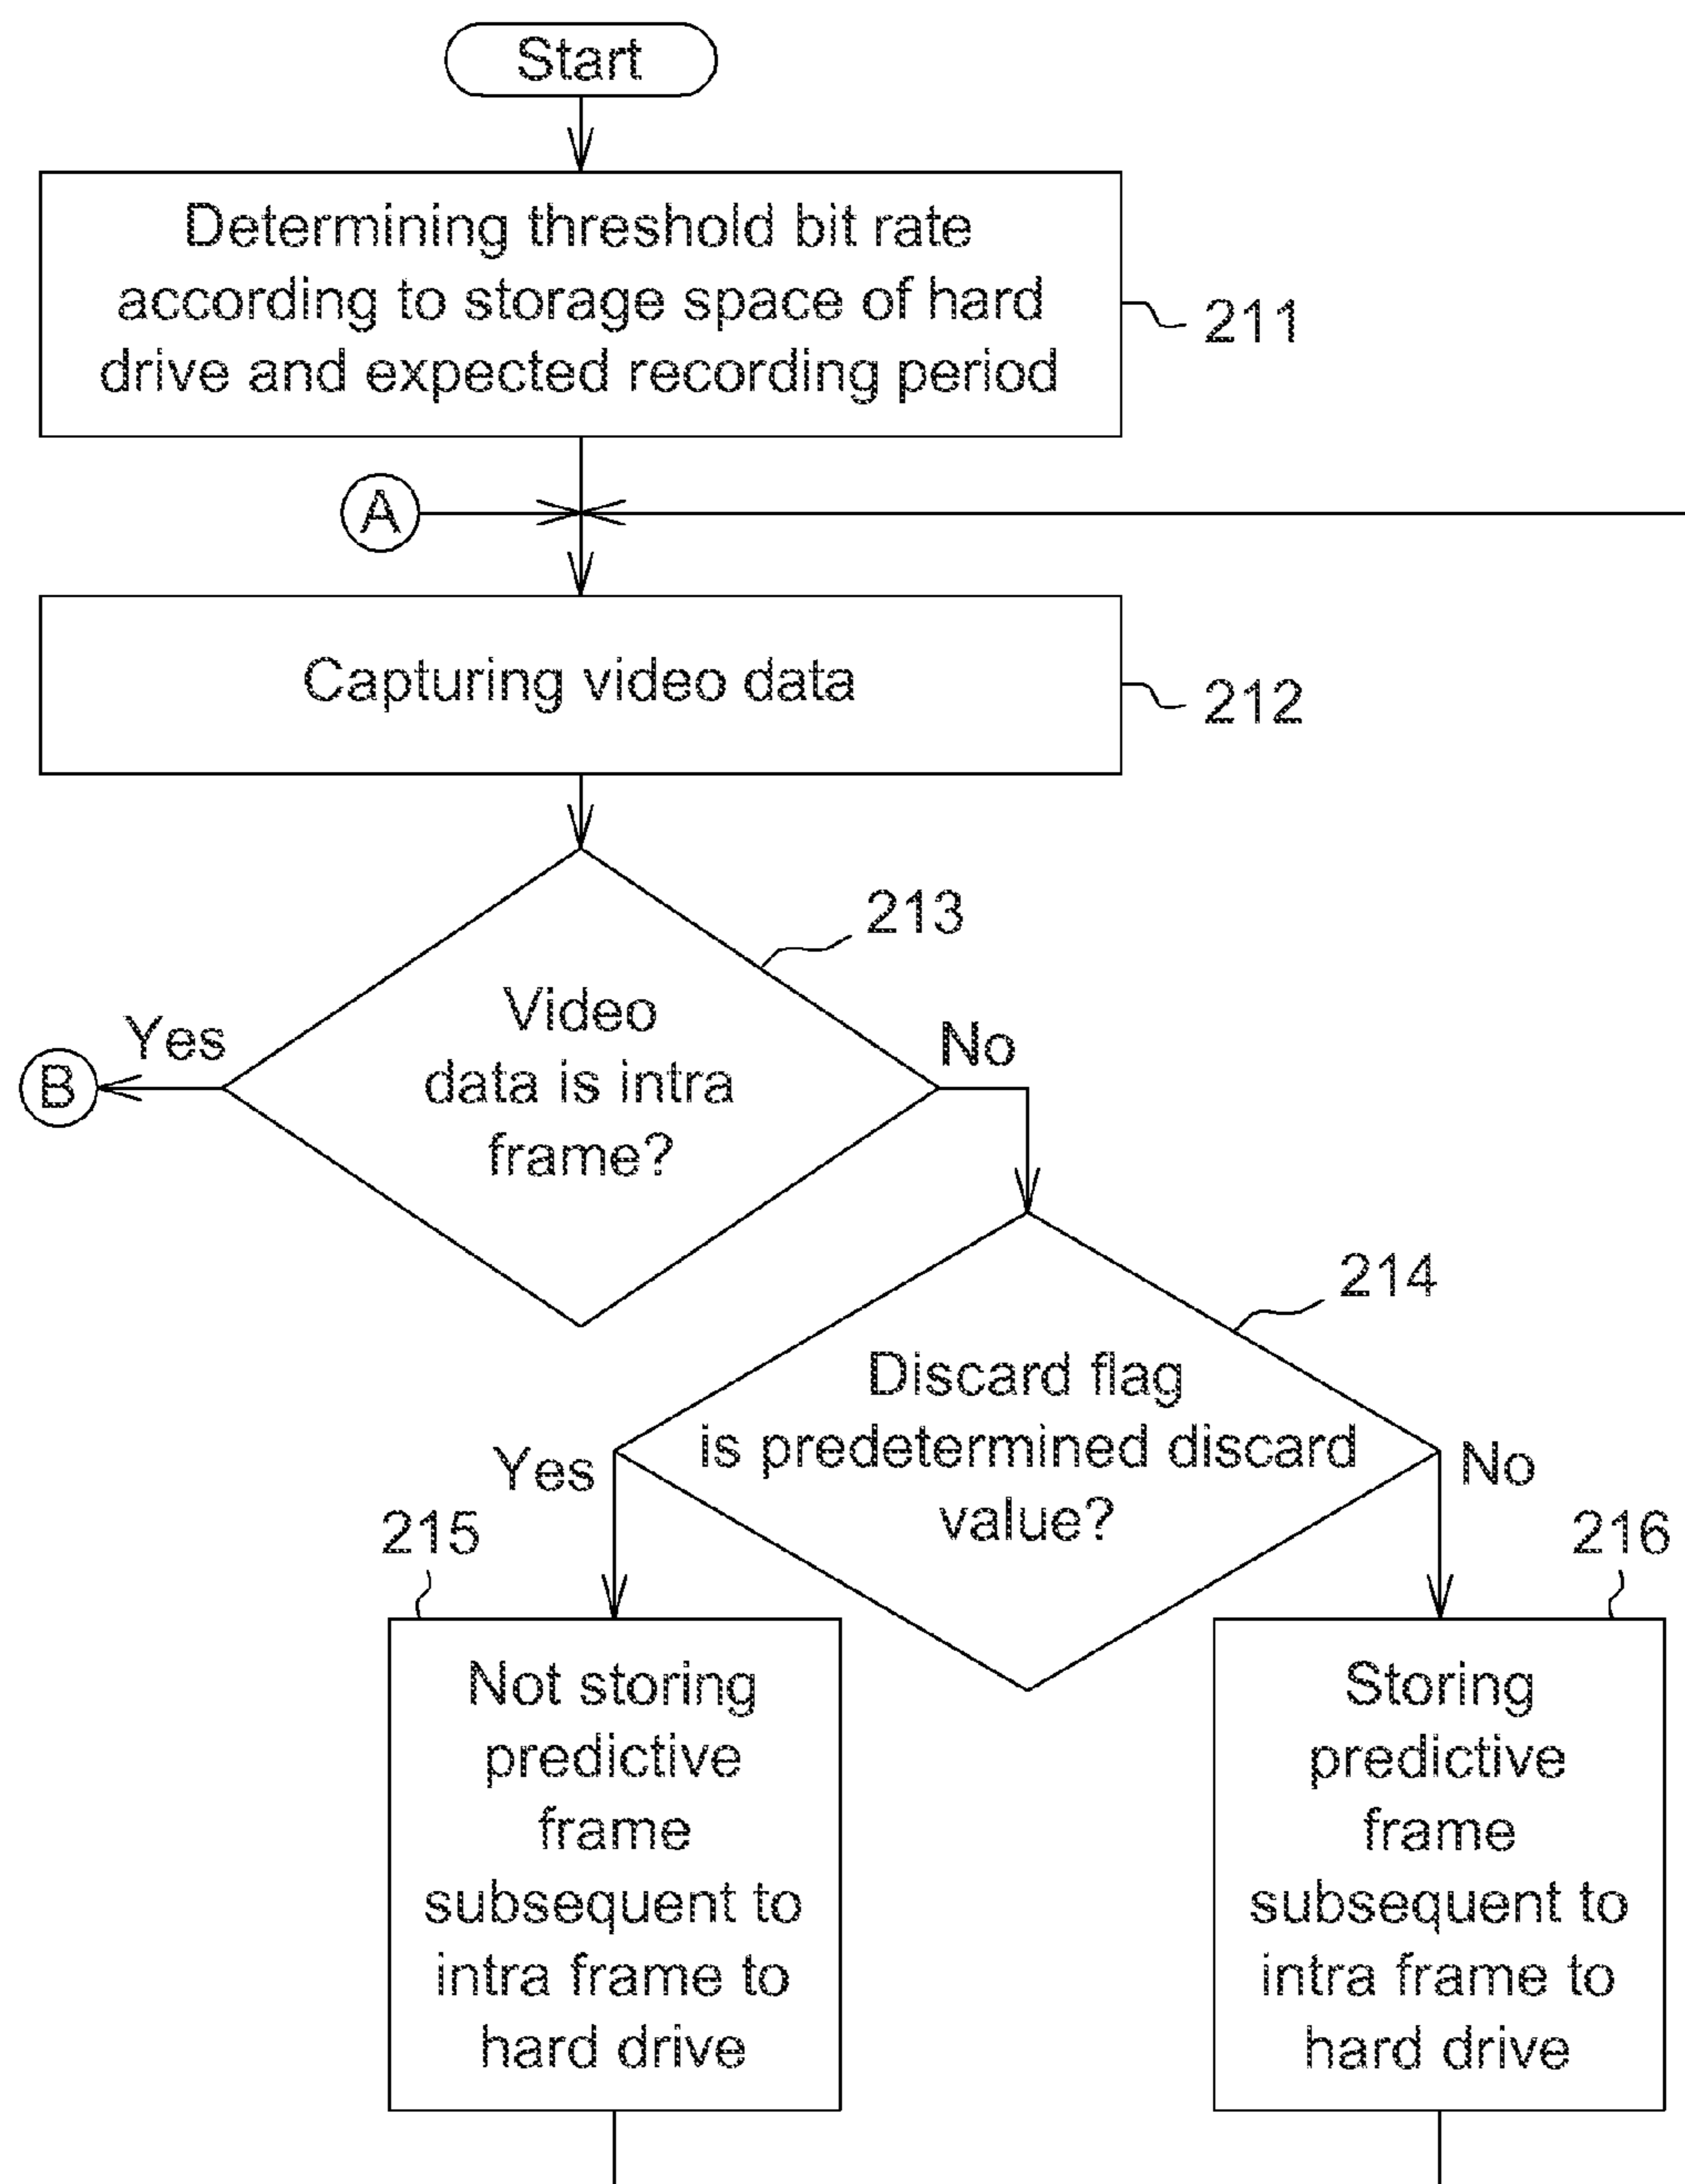 Start
Determining threshold bit rate
according to storage space of hard
drive and expected recording period
211
A
Capturing video data
212
213
Video
data is intra
frame?
Yes
No
B
214
Discard flag
is predetermined discard
value?
Yes
No
215
216
Not storing
predictive
frame
subsequent to
intra frame to
hard drive
Storing
predictive
frame
subsequent to
intra frame to
hard drive